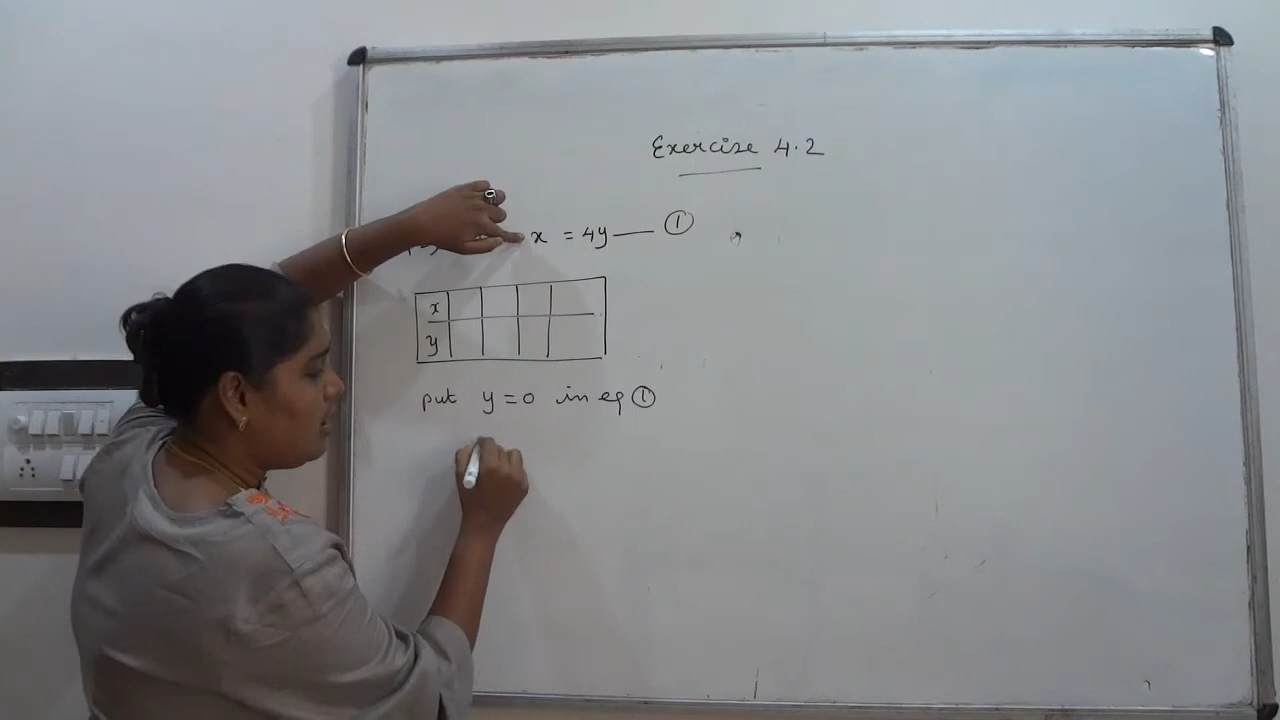 Exercise 4.2
x = 4y — ①
x
y
put y = 0 in eq ①